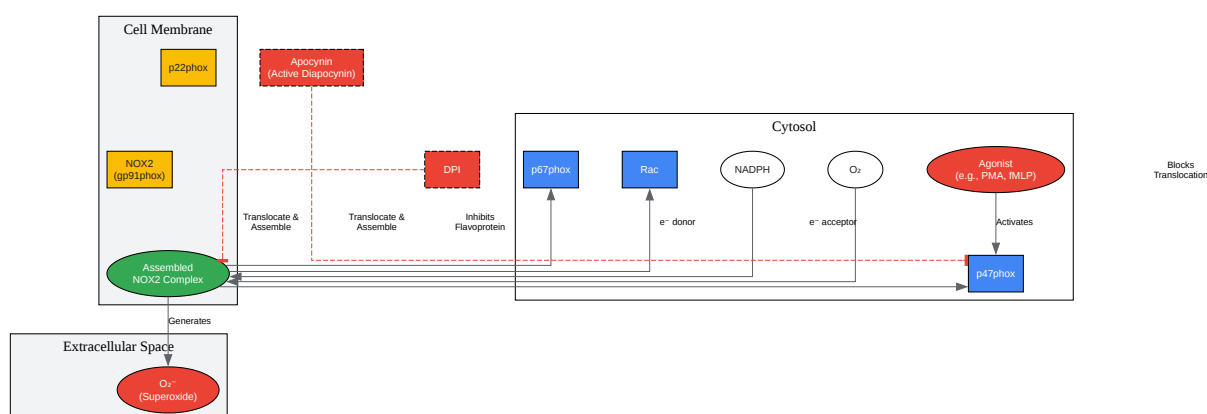 Cell Membrane
p22phox
Apocynin
(Active Diapocynin)
Cytosol
NOX2
(gp91phox)
DPI
p67phox
Rac
NADPH
O₂
Agonist
(e.g., PMA, fMLP)
Blocks
Translocation
Translocate &
Assemble
Translocate &
Assemble
Inhibits
Flavoprotein
e⁻ donor
e⁻ acceptor
Activates
Assembled
NOX2 Complex
p47phox
Generates
Extracellular Space
O₂⁻
(Superoxide)